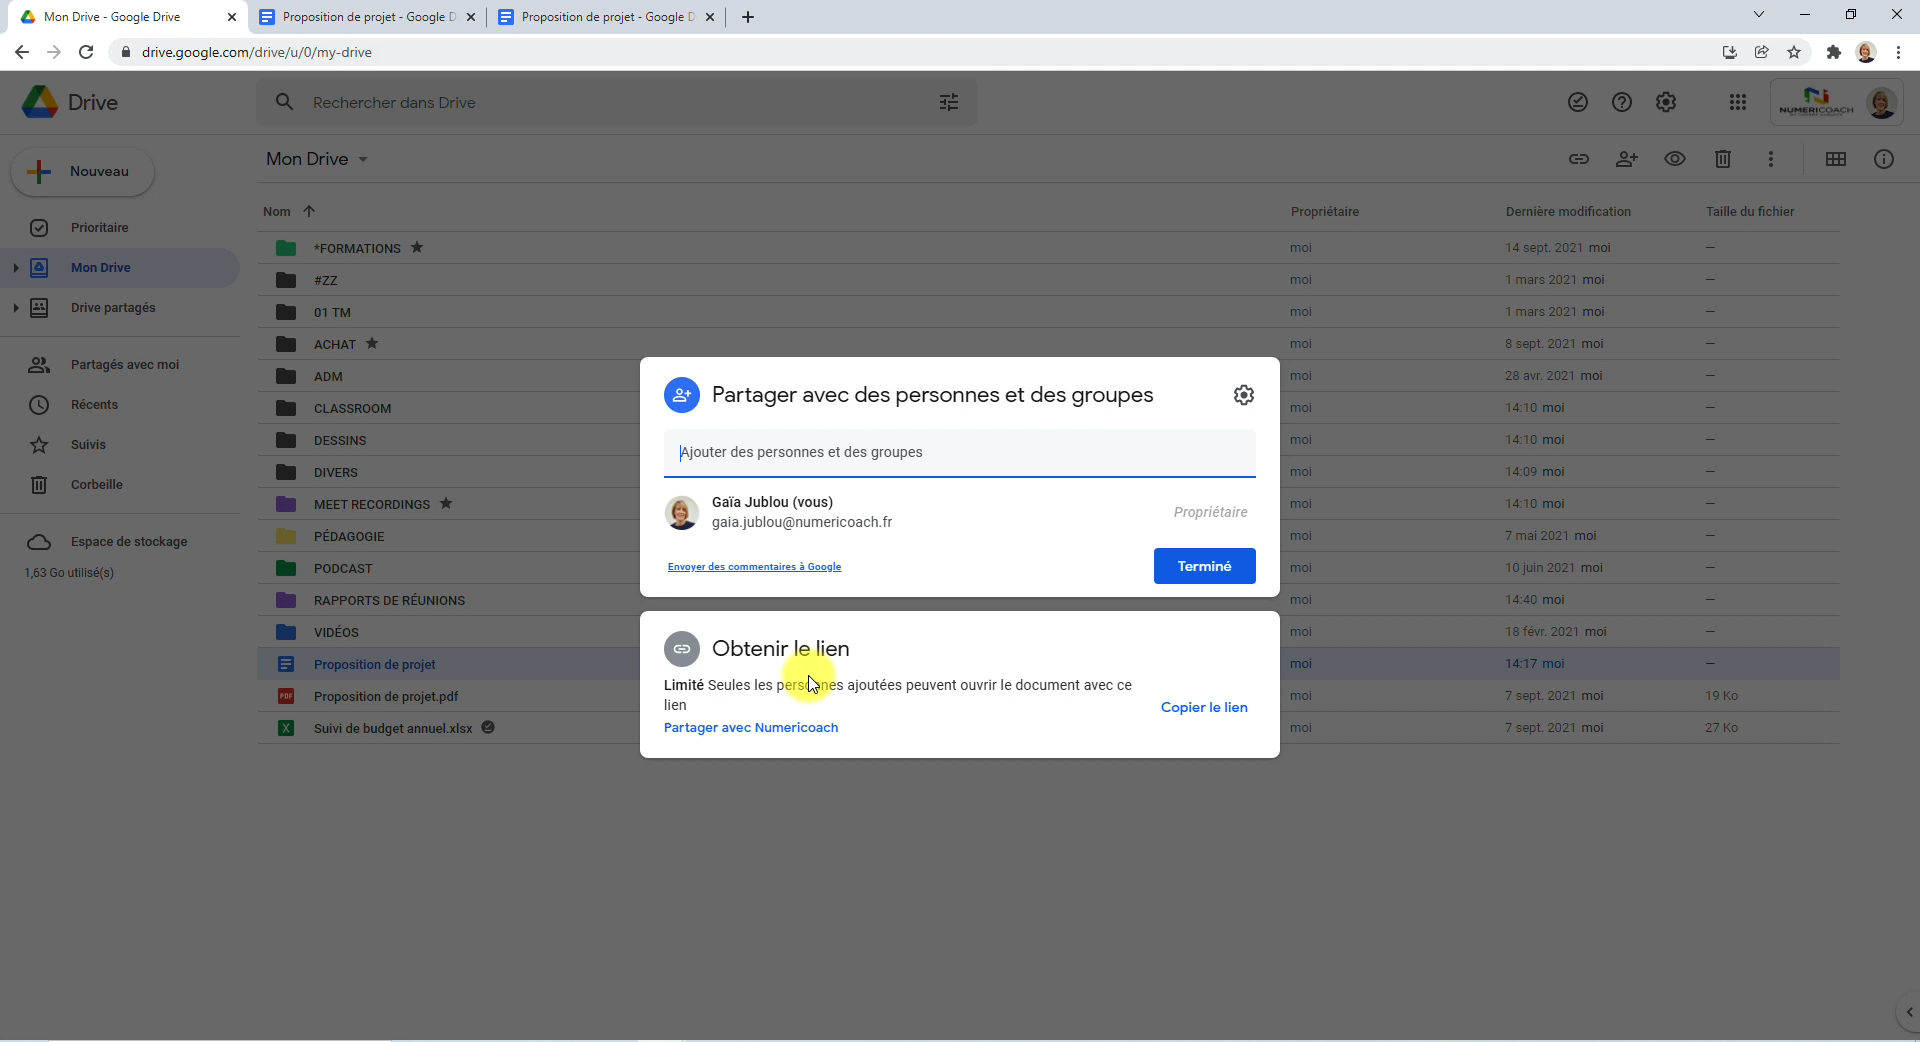 Mon Drive - Google Drive
Proposition de projet - Google D
Proposition de projet - Google D
drive.google.com/drive/u/0/my-drive
Drive
Rechercher dans Drive
NUMERICOACH
Nouveau
Mon Drive
Nom Propriétaire Dernière modification Taille du fichier
Prioritaire
Mon Drive
Drive partagés
Partagés avec moi
Récents
Suivis
Corbeille
Espace de stockage
1,63 Go utilisé(s)
*FORMATIONS moi 14 sept. 2021 moi –
#ZZ moi 1 mars 2021 moi –
01 TM moi 1 mars 2021 moi –
ACHAT moi 8 sept. 2021 moi –
ADM moi 28 avr. 2021 moi –
CLASSROOM moi 14:10 moi –
DESSINS moi 14:10 moi –
DIVERS moi 14:09 moi –
MEET RECORDINGS moi 14:10 moi –
PÉDAGOGIE moi 7 mai 2021 moi –
PODCAST moi 10 juin 2021 moi –
RAPPORTS DE RÉUNIONS moi 14:40 moi –
VIDÉOS moi 18 févr. 2021 moi –
Proposition de projet moi 14:17 moi –
PDF Proposition de projet.pdf moi 7 sept. 2021 moi 19 Ko
X Suivi de budget annuel.xlsx moi 7 sept. 2021 moi 27 Ko
Partager avec des personnes et des groupes
Ajouter des personnes et des groupes
Gaïa Jublou (vous)
gaia.jublou@numericoach.fr
Propriétaire
Envoyer des commentaires à Google
Terminé
Obtenir le lien
Limité Seules les personnes ajoutées peuvent ouvrir le document avec ce
lien
Copier le lien
Partager avec Numericoach